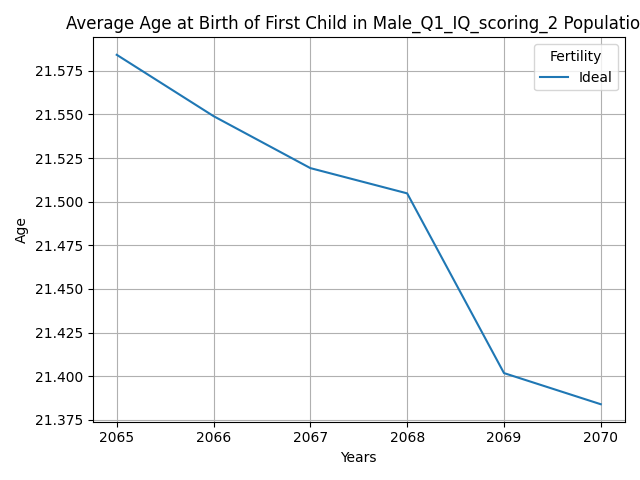 Average Age at Birth of First Child in Male_Q1_IQ_scoring_2 Populatio
Fertility
Ideal
21.575
21.550
21.525
21.500
21.475
21.450
21.425
21.400
21.375
Age
2065 2066 2067 2068 2069 2070
Years